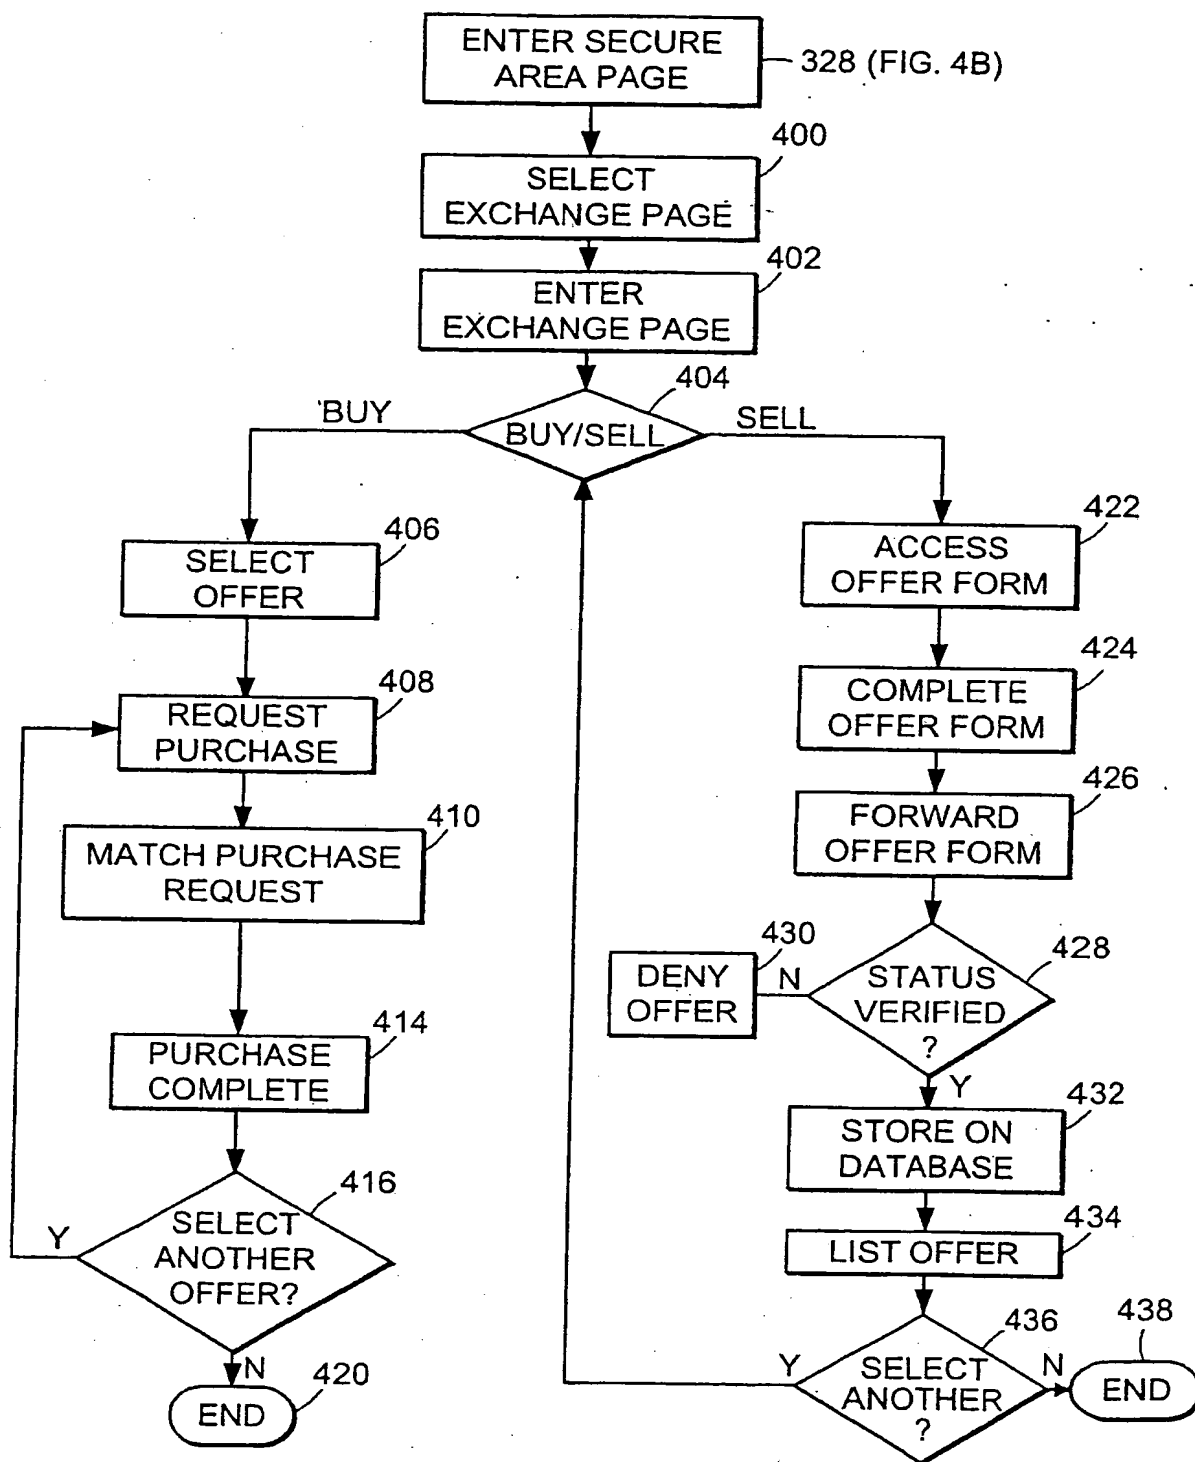 ENTER SECURE
AREA PAGE
328 (FIG. 4B)
400
SELECT
EXCHANGE PAGE
402
ENTER
EXCHANGE PAGE
404
BUY
BUY/SELL
SELL
406
SELECT
OFFER
408
REQUEST
PURCHASE
410
MATCH PURCHASE
REQUEST
414
PURCHASE
COMPLETE
416
SELECT
ANOTHER
OFFER?
Y
N
420
END
422
ACCESS
OFFER FORM
424
COMPLETE
OFFER FORM
426
FORWARD
OFFER FORM
428
STATUS
VERIFIED
?
N
430
DENY
OFFER
Y
432
STORE ON
DATABASE
434
LIST OFFER
436
SELECT
ANOTHER
?
Y
N
438
END